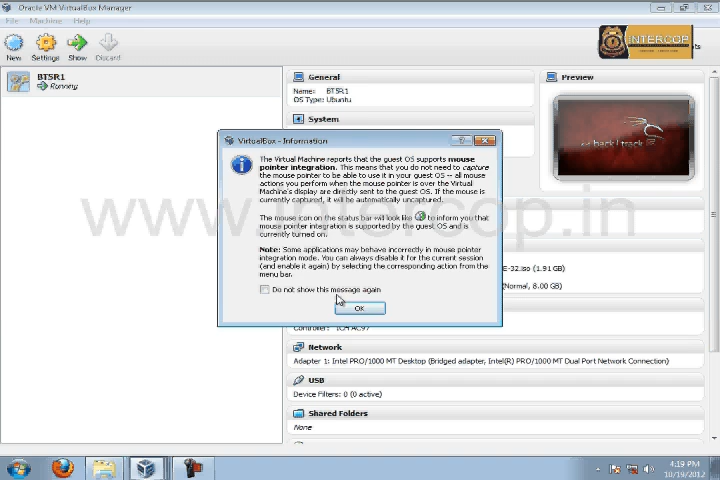 Oracle VM VirtualBox Manager
File Machine Help
New Settings Show Discard
INTERCOP
BT5R1
Running
General
Name: BT5R1
OS Type: Ubuntu
System
Preview
<< back | track
VirtualBox - Information
The Virtual Machine reports that the guest OS supports mouse
pointer integration. This means that you do not need to capture
the mouse pointer to be able to use it in your guest OS -- all mouse
actions you perform when the mouse pointer is over the Virtual
Machine's display are directly sent to the guest OS. If the mouse is
currently captured, it will be automatically uncaptured.
The mouse icon on the status bar will look like to inform you that
mouse pointer integration is supported by the guest OS and is
currently turned on.
Note: Some applications may behave incorrectly in mouse pointer
integration mode. You can always disable it for the current session
(and enable it again) by selecting the corresponding action from the
menu bar.
Do not show this message again
OK
www.intercop.in
E-32.iso (1.91 GB)
(Normal, 8.00 GB)
Controller: ICH AC97
Network
Adapter 1: Intel PRO/1000 MT Desktop (Bridged adapter, Intel(R) PRO/1000 MT Dual Port Network Connection)
USB
Device Filters: 0 (0 active)
Shared Folders
None
4:19 PM
10/19/2012